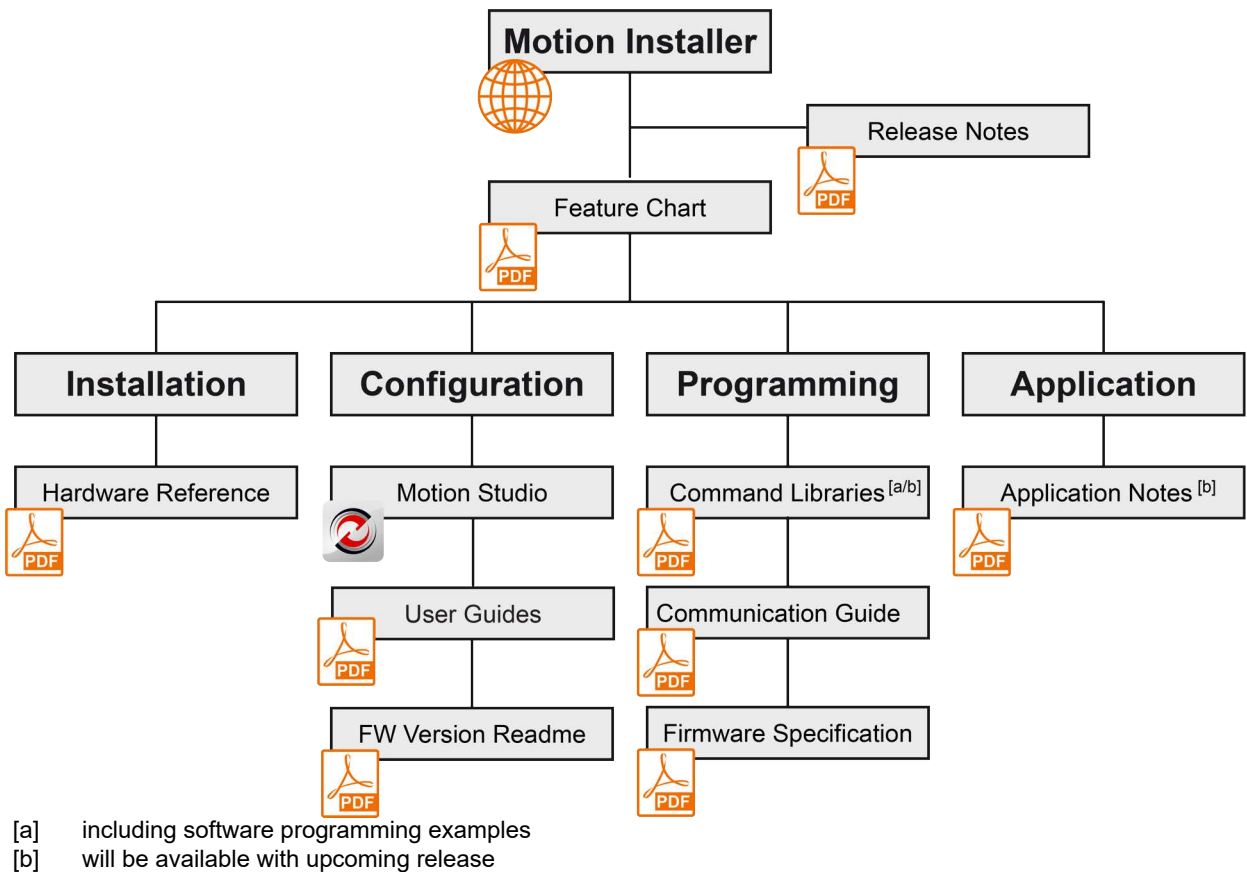 Motion Installer
Release Notes
PDF
Feature Chart
PDF
Installation
Configuration
Programming
Application
Hardware Reference
PDF
Motion Studio
Command Libraries [a/b]
PDF
Application Notes [b]
PDF
User Guides
PDF
Communication Guide
PDF
FW Version Readme
PDF
Firmware Specification
PDF
[a] including software programming examples
[b] will be available with upcoming release